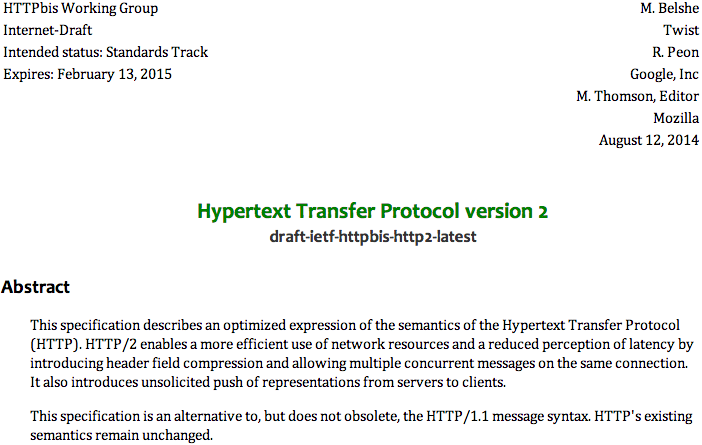 HTTPbis Working Group
M. Belshe
Internet-Draft
Twist
Intended status: Standards Track
R. Peon
Expires: February 13, 2015
Google, Inc
M. Thomson, Editor
Mozilla
August 12, 2014
Hypertext Transfer Protocol version 2
draft-ietf-httpbis-http2-latest
Abstract
This specification describes an optimized expression of the semantics of the Hypertext Transfer Protocol
(HTTP). HTTP/2 enables a more efficient use of network resources and a reduced perception of latency by
introducing header field compression and allowing multiple concurrent messages on the same connection.
It also introduces unsolicited push of representations from servers to clients.
This specification is an alternative to, but does not obsolete, the HTTP/1.1 message syntax. HTTP's existing
semantics remain unchanged.